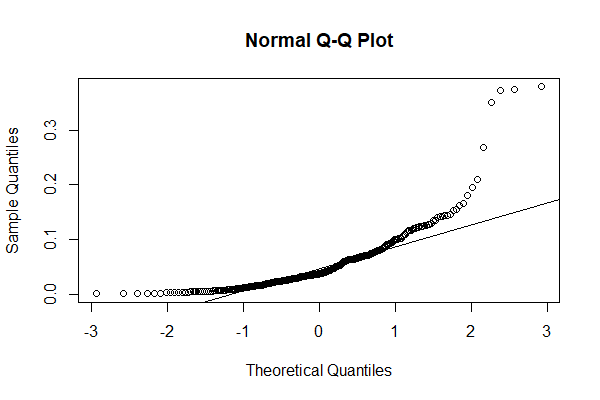 Normal Q-Q Plot
Sample Quantiles
0.3
0.2
0.1
0.0
-3 -2 -1 0 1 2 3
Theoretical Quantiles